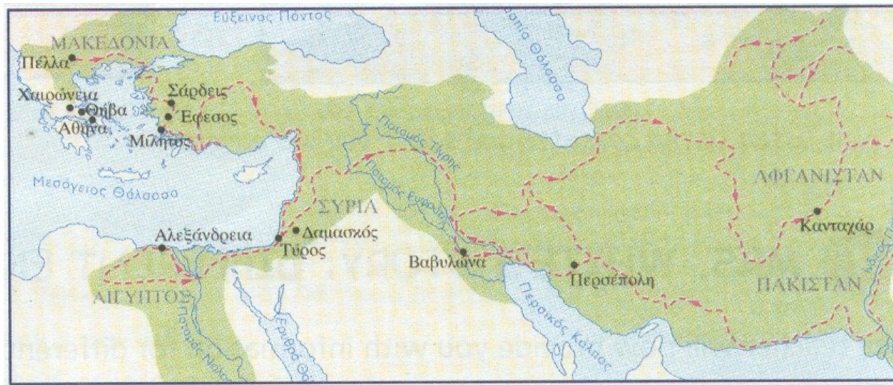 Εύξεινος Πόντος
ΜΑΚΕΔΟΝΙΑ
Πέλλα
Χαιρώνεια
Θήβα
Αθήνα
Σάρδεις
Έφεσος
Μίλητος
Μεσόγειος Θάλασσα
Αλεξάνδρεια
ΑΙΓΥΠΤΟΣ
Ποταμός Νείλος
Ερυθρά
ΣΥΡΙΑ
Δαμασκός
Τύρος
Ποταμός Τίγρης
Ποταμός
Βαβυλώνα
Περσέπολη
Περσικός Κόλπος
Θάλασσα
ΑΦΓΑΝΙΣΤΑΝ
Κανταχάρ
ΠΑΚΙΣΤΑΝ